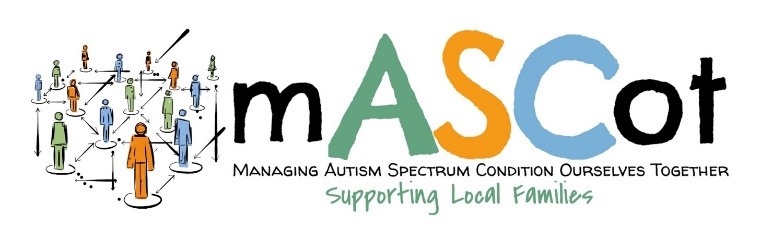 mASCot
Managing Autism Spectrum Condition Ourselves Together
Supporting Local Families